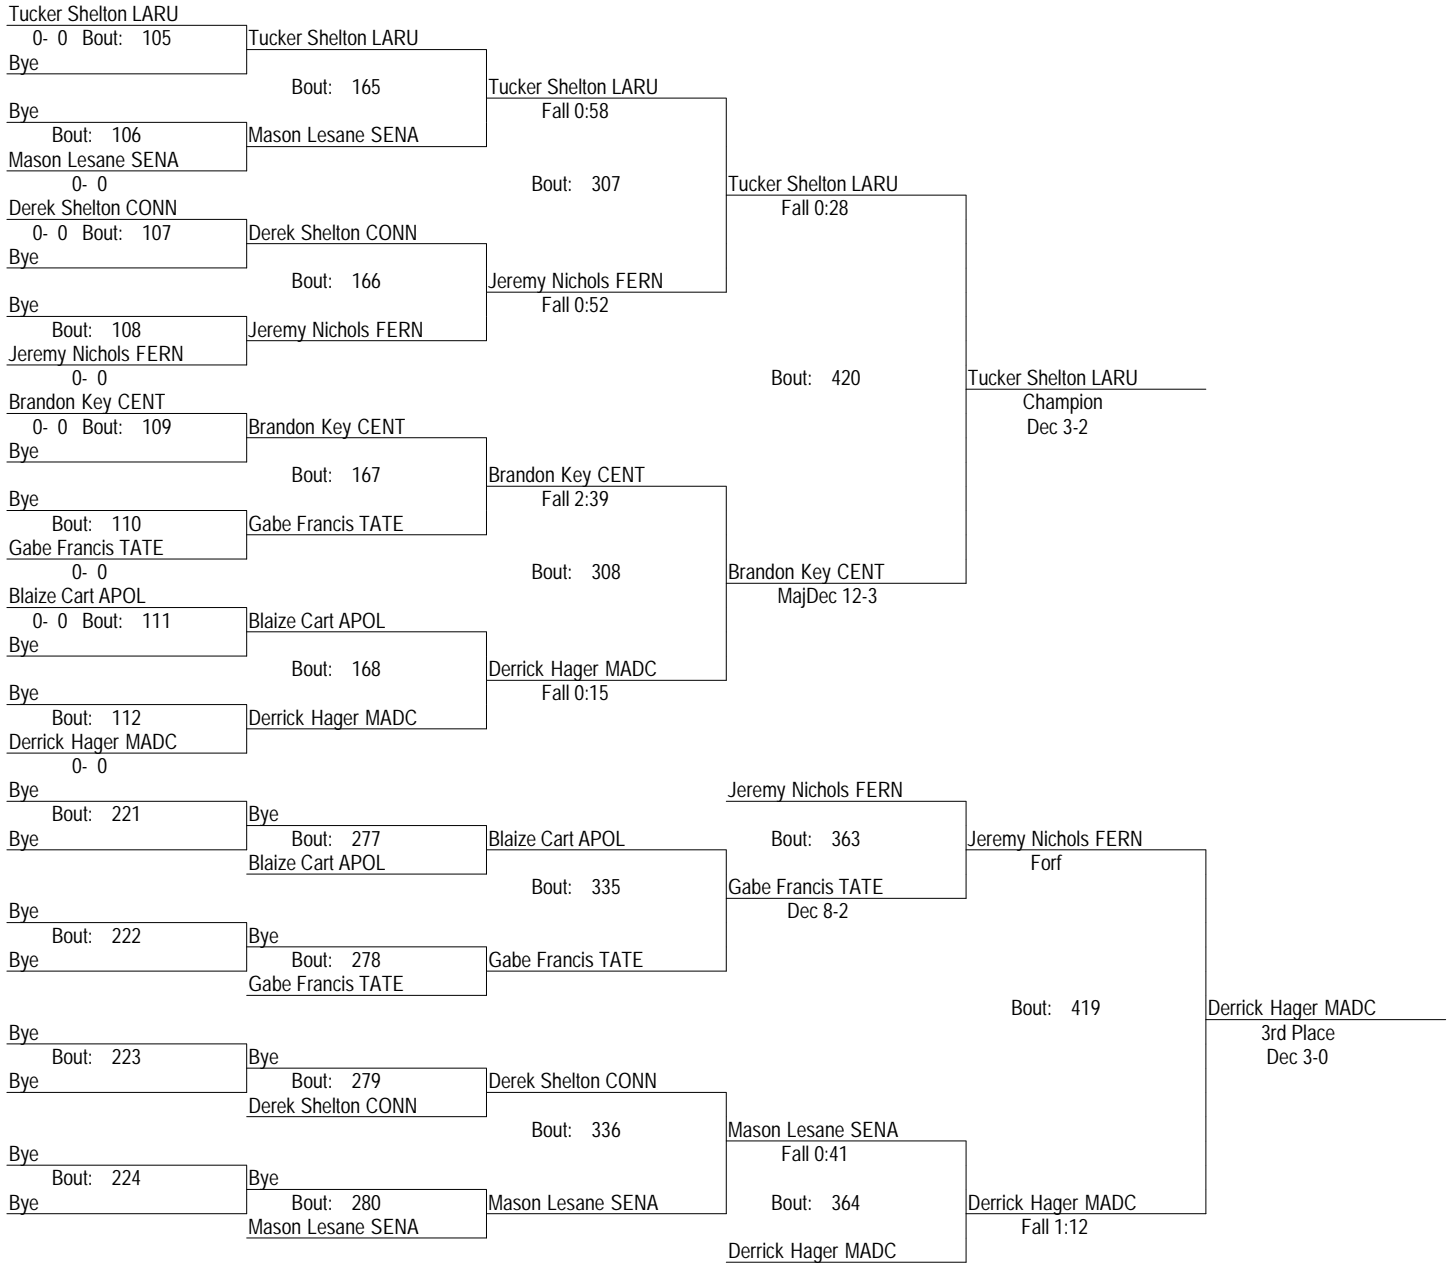 Tucker Shelton LARU
0- 0 Bout: 105
Tucker Shelton LARU
Bye
Bout: 165
Tucker Shelton LARU
Bye
Fall 0:58
Bout: 106
Mason Lesane SENA
Mason Lesane SENA
0- 0
Bout: 307
Tucker Shelton LARU
Derek Shelton CONN
Fall 0:28
0- 0 Bout: 107
Derek Shelton CONN
Bye
Bout: 166
Jeremy Nichols FERN
Bye
Fall 0:52
Bout: 108
Jeremy Nichols FERN
Jeremy Nichols FERN
0- 0
Bout: 420
Tucker Shelton LARU
Brandon Key CENT
Champion
0- 0 Bout: 109
Brandon Key CENT
Dec 3-2
Bye
Bout: 167
Brandon Key CENT
Bye
Fall 2:39
Bout: 110
Gabe Francis TATE
Gabe Francis TATE
0- 0
Bout: 308
Brandon Key CENT
Blaize Cart APOL
MajDec 12-3
0- 0 Bout: 111
Blaize Cart APOL
Bye
Bout: 168
Derrick Hager MADC
Bye
Fall 0:15
Bout: 112
Derrick Hager MADC
Derrick Hager MADC
0- 0
Bye
Jeremy Nichols FERN
Bout: 221
Bye
Bye
Bout: 277
Blaize Cart APOL
Bout: 363
Jeremy Nichols FERN
Blaize Cart APOL
Forf
Bout: 335
Gabe Francis TATE
Bye
Dec 8-2
Bout: 222
Bye
Bye
Bout: 278
Gabe Francis TATE
Gabe Francis TATE
Bout: 419
Derrick Hager MADC
Bye
3rd Place
Bout: 223
Bye
Dec 3-0
Bye
Bout: 279
Derek Shelton CONN
Derek Shelton CONN
Bout: 336
Mason Lesane SENA
Bye
Fall 0:41
Bout: 224
Bye
Bye
Bout: 280
Mason Lesane SENA
Bout: 364
Derrick Hager MADC
Mason Lesane SENA
Fall 1:12
Derrick Hager MADC